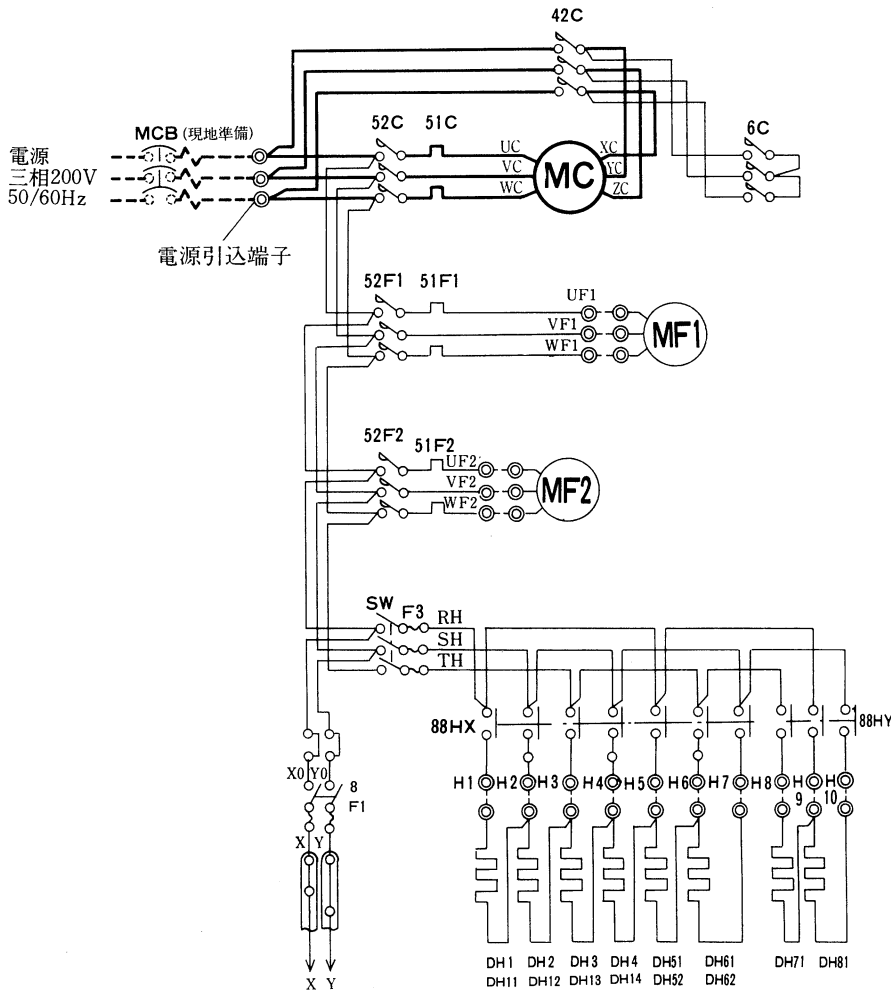 42C
MCB (現地準備)
52C 51C
6C
電源
三相200V
50/60Hz
UC
VC
WC
MC
XC
YC
ZC
電源引込端子
52F1 51F1
UF1
VF1
WF1
MF1
52F2 51F2
UF2
VF2
WF2
MF2
SW F3 RH
SH
TH
88HX
88HY
X0 Y0
8
F1
X Y
H1 H2 H3 H4 H5 H6 H7 H8 H9 H10
DH1 DH2 DH3 DH4 DH51 DH61 DH71 DH81
DH11 DH12 DH13 DH14 DH52 DH62
X Y